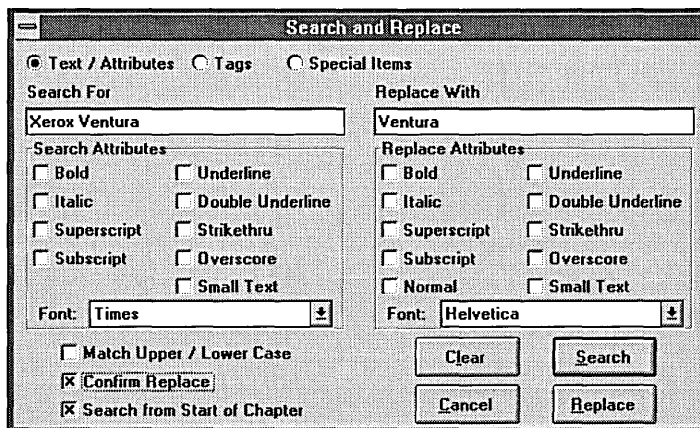 Search and Replace
Text / Attributes Tags Special Items
Search For Replace With
Xerox Ventura Ventura
Search Attributes Replace Attributes
Bold Underline Bold Underline
Italic Double Underline Italic Double Underline
Superscript Strikethru Superscript Strikethru
Subscript Overscore Subscript Overscore
Small Text Normal Small Text
Font: Times Font: Helvetica
Match Upper / Lower Case Clear Search
Confirm Replace
Search from Start of Chapter Cancel Replace